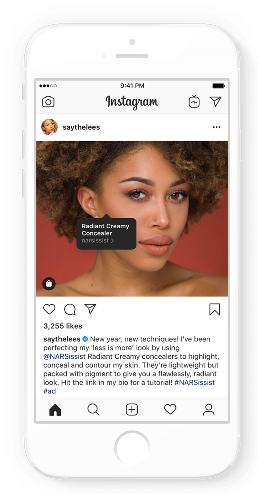 9:41 PM
Instagram
saythelees
Radiant Creamy
Concealer
narsissist >
3,255 likes
saythelees New year, new techniques! I've been
perfecting my 'less is more' look by using
@NARSissist Radiant Creamy concealers to highlight,
conceal and contour my skin. They're lightweight but
packed with pigment to give you a flawlessly, radiant
look. Hit the link in my bio for a tutorial! #NARSissist
#ad